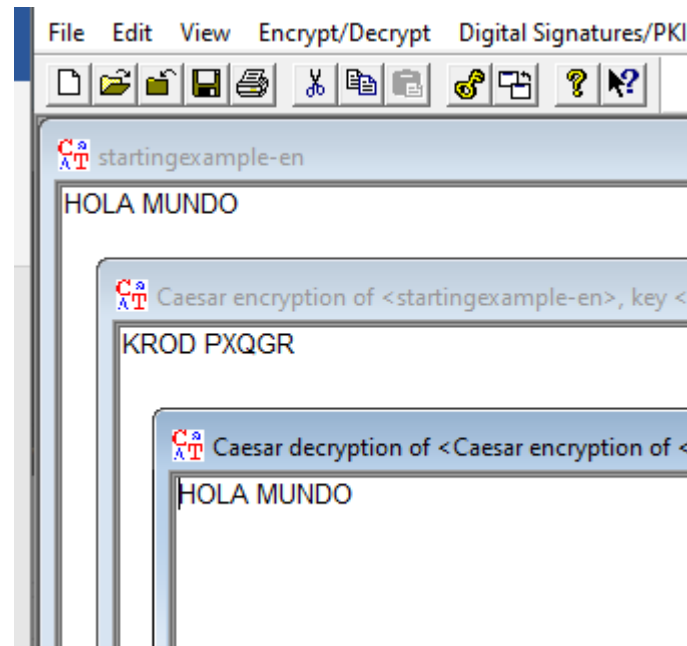 File Edit View Encrypt/Decrypt Digital Signatures/PKI
startingexample-en
HOLA MUNDO
Caesar encryption of <startingexample-en>, key <
KROD PXQGR
Caesar decryption of <Caesar encryption of <
HOLA MUNDO